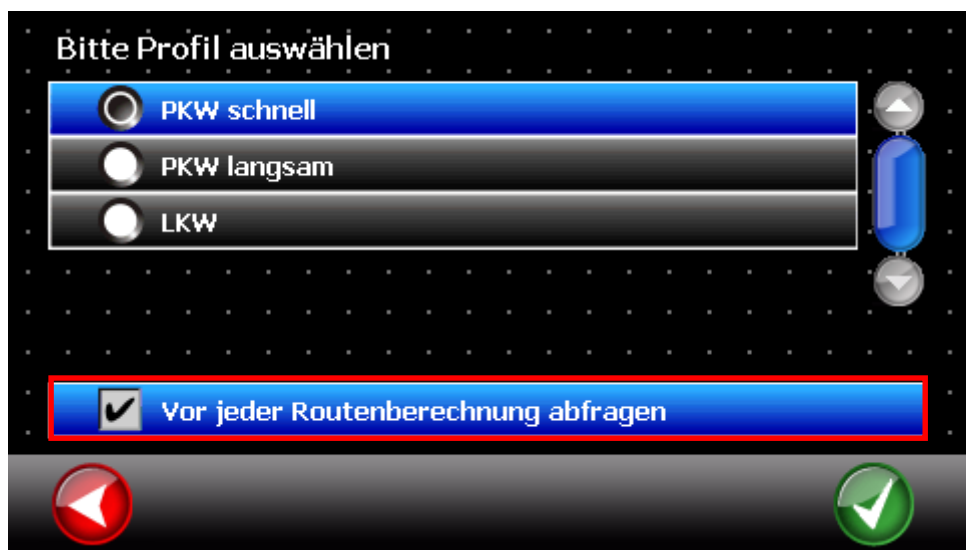 Bitte Profil auswählen
PKW schnell
PKW langsam
LKW
Vor jeder Routenberechnung abfragen